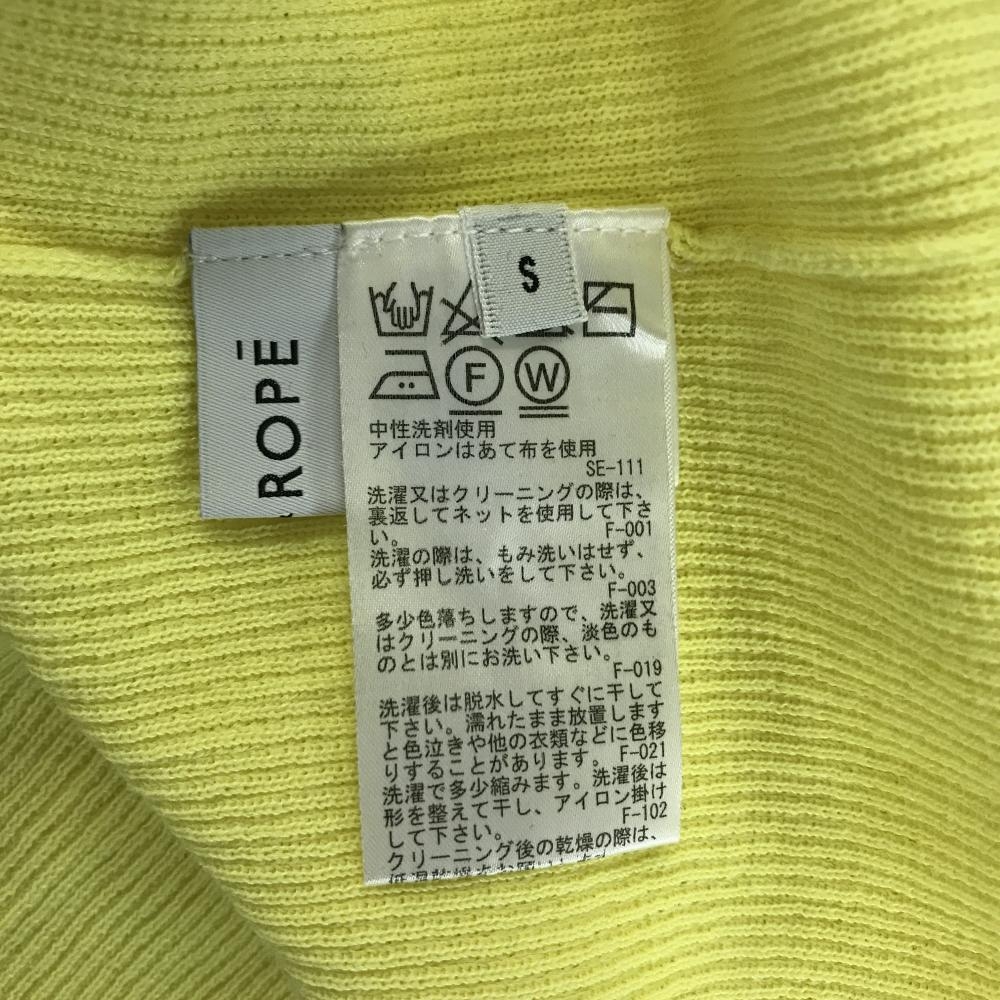 S
ROPÉ
F
W
中性洗剤使用
アイロンはあて布を使用
SE-111
洗濯又はクリーニングの際は、
裏返してネットを使用して下さ
い。
F-001
洗濯の際は、もみ洗いはせず、
必ず押し洗いをして下さい。
F-003
多少色落ちしますので、洗濯又
はクリーニングの際、淡色のも
のとは別にお洗い下さい。
F-019
洗濯後は脱水してすぐに干して
下さい。濡れたまま放置します
と色泣きや他の衣類などに色移
りすることがあります。 F-021
洗濯で多少縮みます。洗濯後は
形を整えて干し、アイロン掛け
して下さい。
F-102
クリーニング後の乾燥の際は、